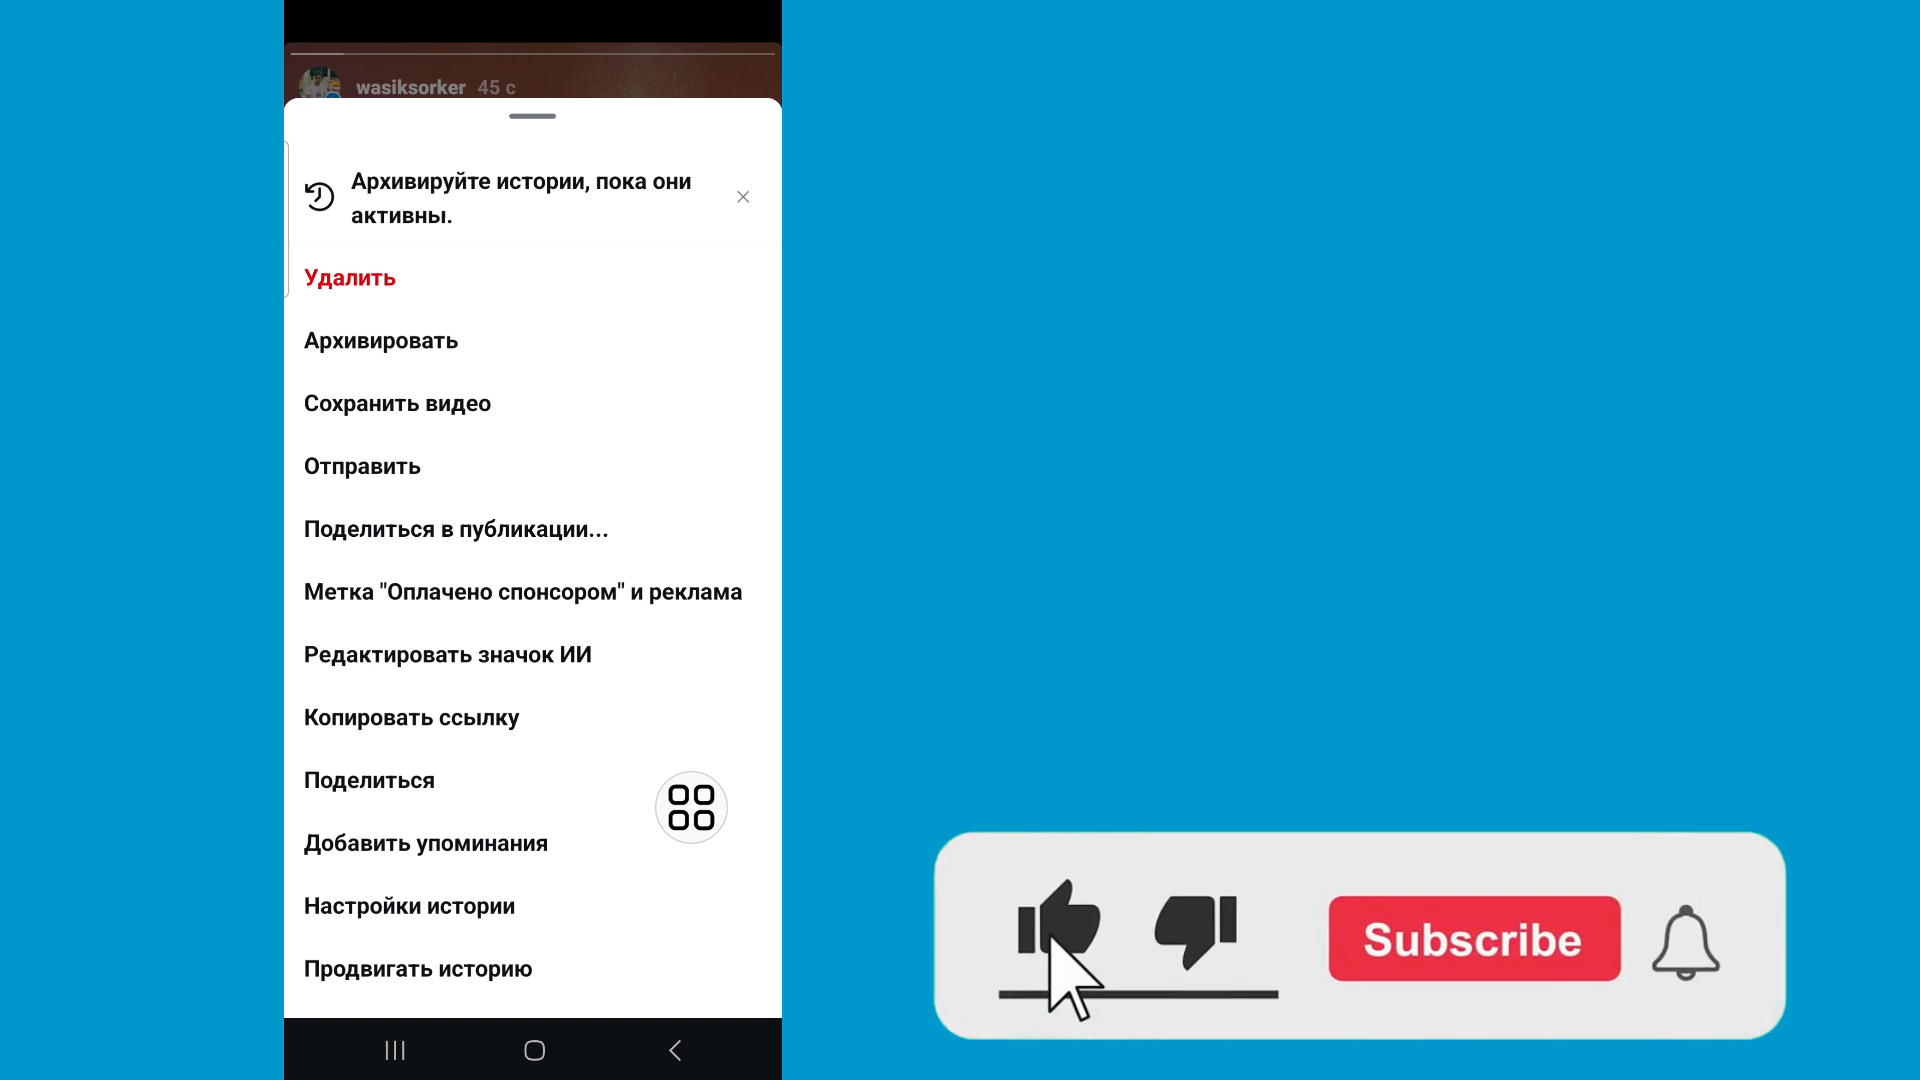 wasiksorker 45 с
Архивируйте истории, пока они
активны.
Удалить
Архивировать
Сохранить видео
Отправить
Поделиться в публикации...
Метка "Оплачено спонсором" и реклама
Редактировать значок ИИ
Копировать ссылку
Поделиться
Добавить упоминания
Настройки истории
Продвигать историю
Subscribe